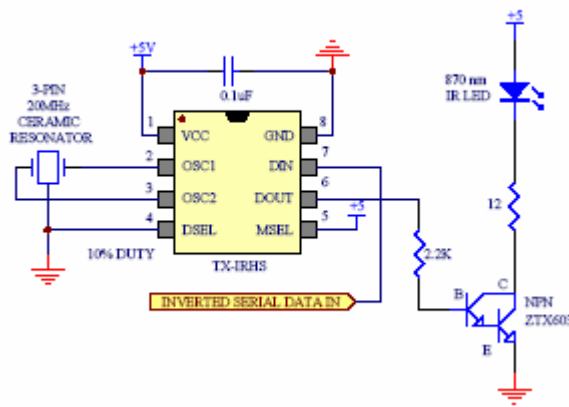 +5V
0.1uF
3-PIN
20MHz
CERAMIC
RESONATOR
1
VCC
GND
8
2
OSC1
DIN
7
3
OSC2
DOUT
6
4
DSEL
MSEL
5
+5
10% DUTY
TX-IRHS
INVERTED SERIAL DATA IN
+5
870 nm
IR LED
12
2.2K
B
C
E
NPN
ZTX603